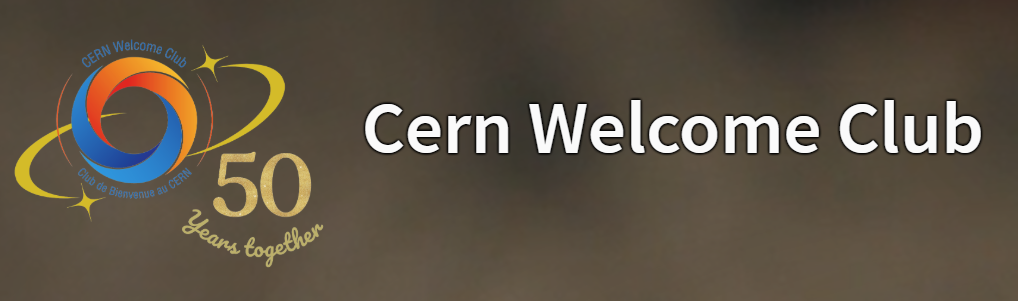 CERN Welcome Club
Club de Bienvenue au CERN
50
Years together
Cern Welcome Club